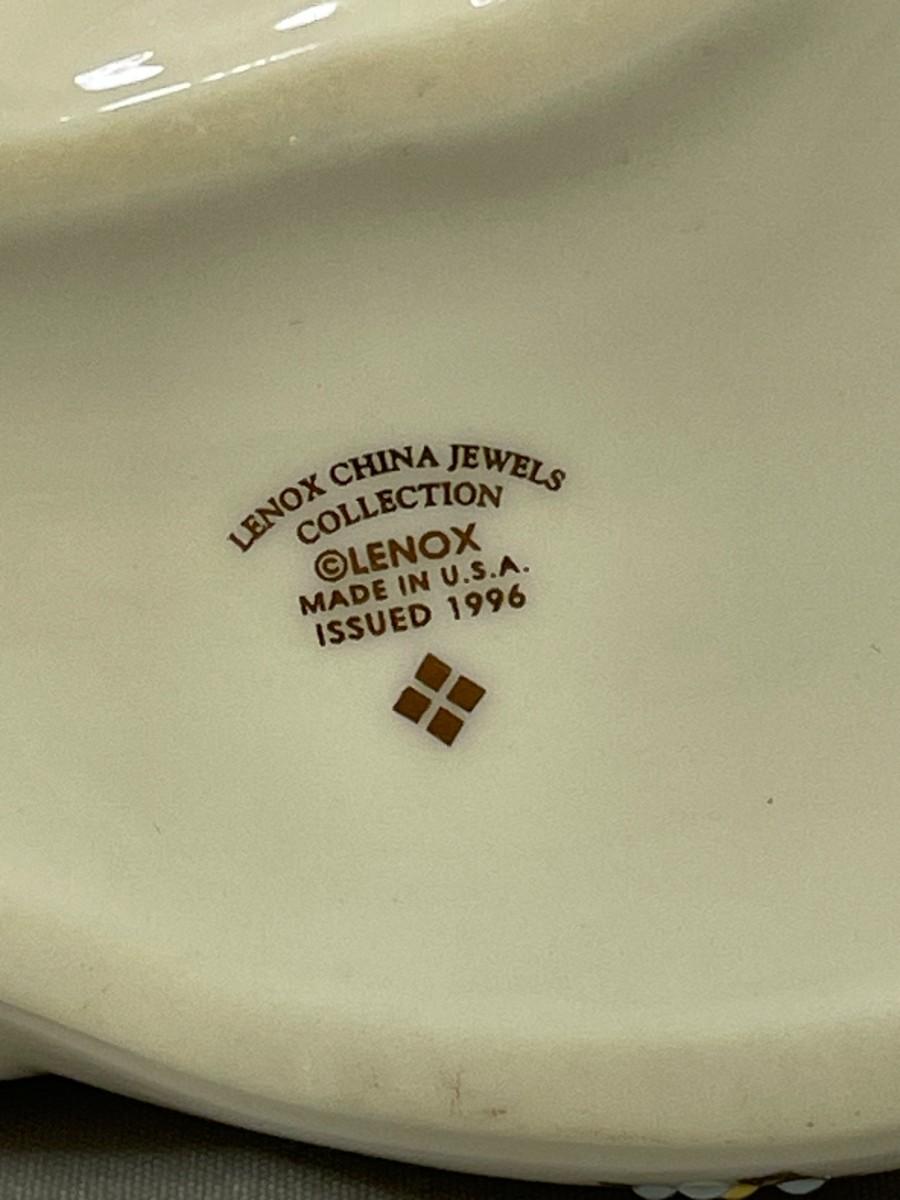 LENOX CHINA JEWELS
COLLECTION
©LENOX
MADE IN U.S.A.
ISSUED 1996